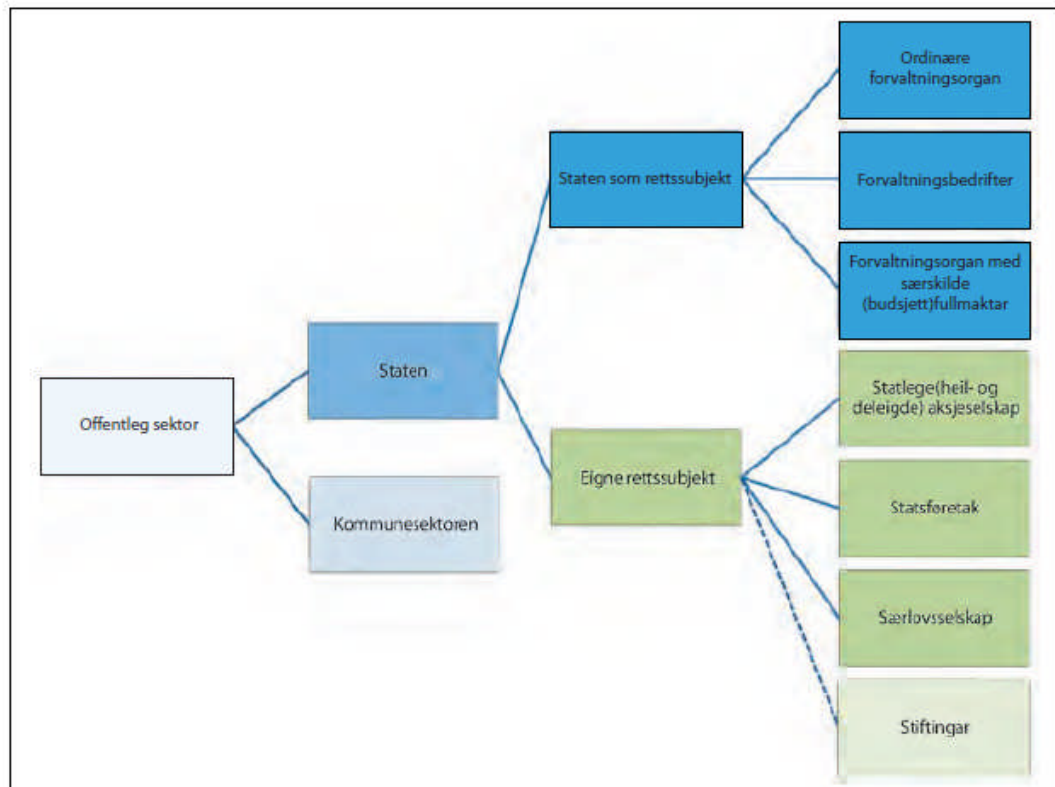 Offentleg sektor
Staten
Kommunesektoren
Staten som rettssubjekt
Eigne rettssubjekt
Ordinære
forvaltningsorgan
Forvaltningsbedrifter
Forvaltningsorgan med
særskilde
(budsjett)fullmaktar
Statlege(heil- og
deleigde) aksjeselskap
Statsføretak
Særlovsselskap
Stiftingar